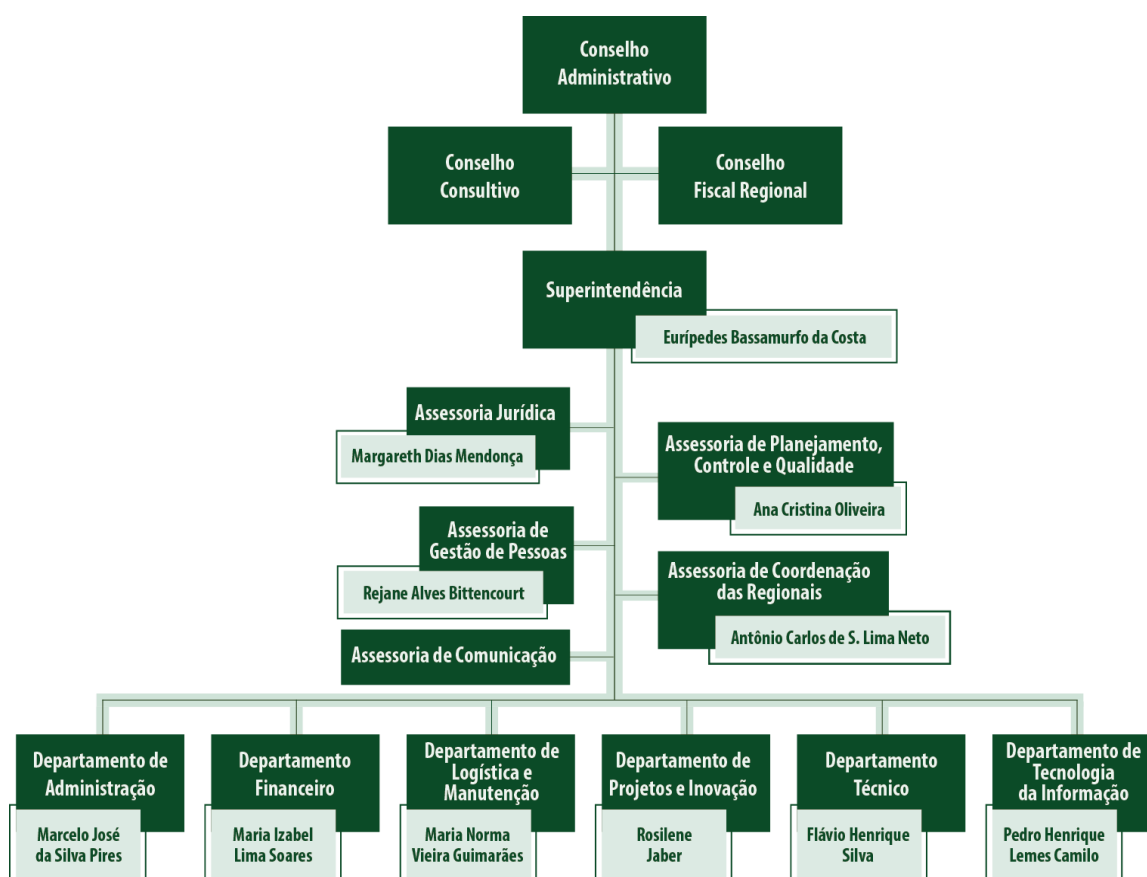 Conselho
Administrativo
Conselho
Consultivo
Conselho
Fiscal Regional
Superintendência
Eurípedes Bassamurfo da Costa
Assessoria Jurídica
Margareth Dias Mendonça
Assessoria de Planejamento,
Controle e Qualidade
Ana Cristina Oliveira
Assessoria de
Gestão de Pessoas
Rejane Alves Bittencourt
Assessoria de Coordenação
das Regionais
Antônio Carlos de S. Lima Neto
Assessoria de Comunicação
Departamento de
Administração
Marcelo José
da Silva Pires
Departamento
Financeiro
Maria Izabel
Lima Soares
Departamento de
Logística e
Manutenção
Maria Norma
Vieira Guimarães
Departamento de
Projetos e Inovação
Rosilene
Jaber
Departamento
Técnico
Flávio Henrique
Silva
Departamento de
Tecnologia
da Informação
Pedro Henrique
Lemes Camilo